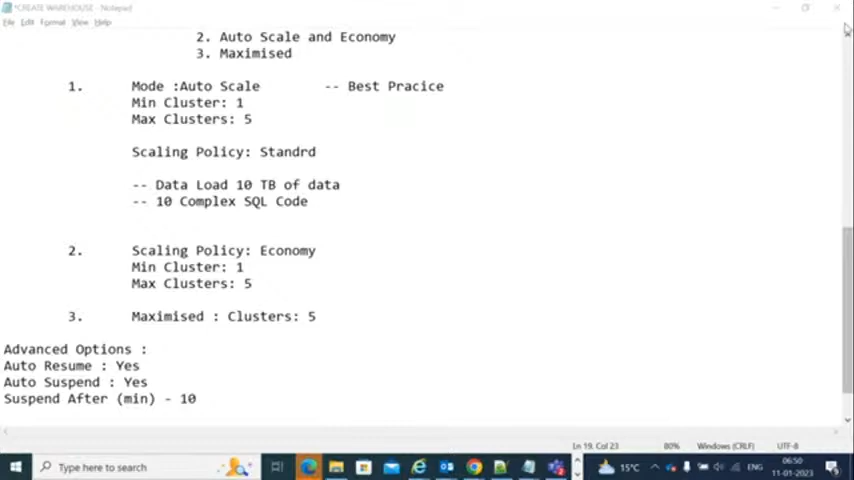 *CREATE WAREHOUSE - Notepad
File Edit Format View Help
2. Auto Scale and Economy
3. Maximised
1. Mode :Auto Scale -- Best Pracice
Min Cluster: 1
Max Clusters: 5
Scaling Policy: Standrd
-- Data Load 10 TB of data
-- 10 Complex SQL Code
2. Scaling Policy: Economy
Min Cluster: 1
Max Clusters: 5
3. Maximised : Clusters: 5
Advanced Options :
Auto Resume : Yes
Auto Suspend : Yes
Suspend After (min) - 10
Ln 19, Col 23 80% Windows (CRLF) UTF-8
Type here to search 15°C ENG 06:50
11-01-2023